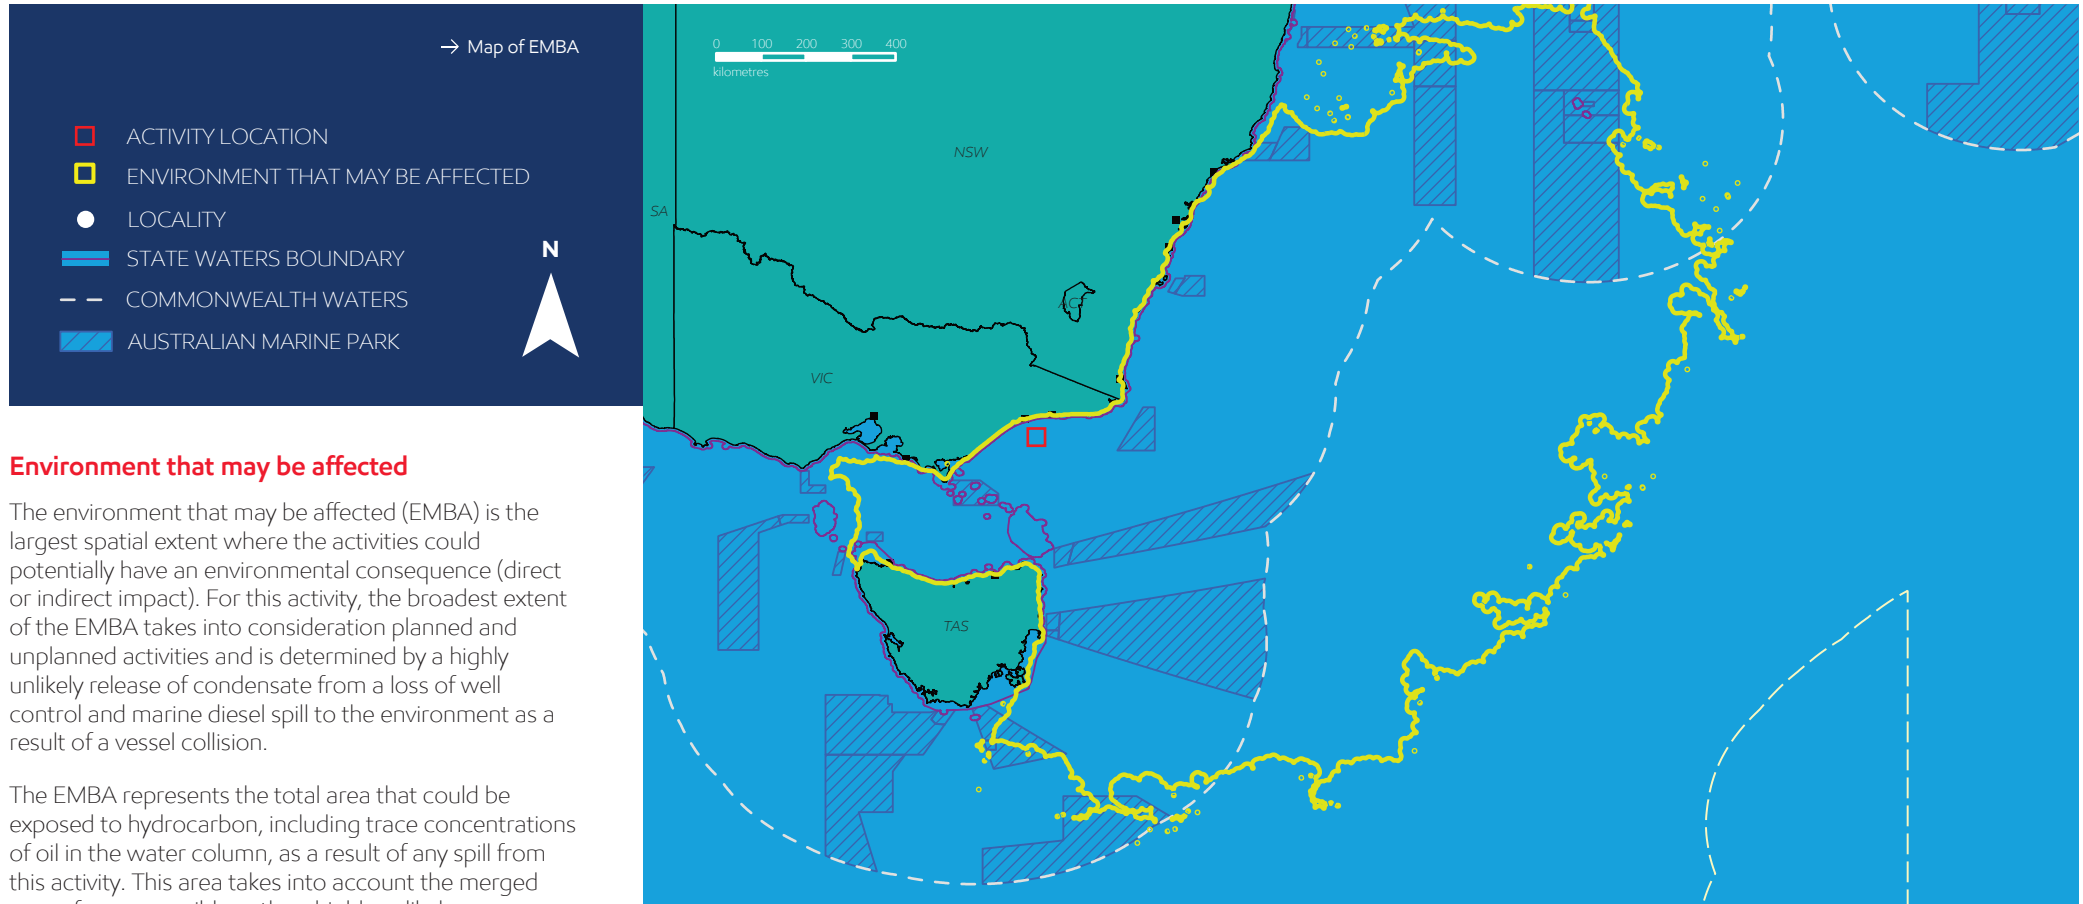 → Map of EMBA
ACTIVITY LOCATION
ENVIRONMENT THAT MAY BE AFFECTED
LOCALITY
STATE WATERS BOUNDARY
COMMONWEALTH WATERS
AUSTRALIAN MARINE PARK
N
Environment that may be affected
The environment that may be affected (EMBA) is the
largest spatial extent where the activities could
potentially have an environmental consequence (direct
or indirect impact). For this activity, the broadest extent
of the EMBA takes into consideration planned and
unplanned activities and is determined by a highly
unlikely release of condensate from a loss of well
control and marine diesel spill to the environment as a
result of a vessel collision.
The EMBA represents the total area that could be
exposed to hydrocarbon, including trace concentrations
of oil in the water column, as a result of any spill from
this activity. This area takes into account the merged
0 100 200 300 400
kilometres
NSW
SA
ACT
VIC
TAS